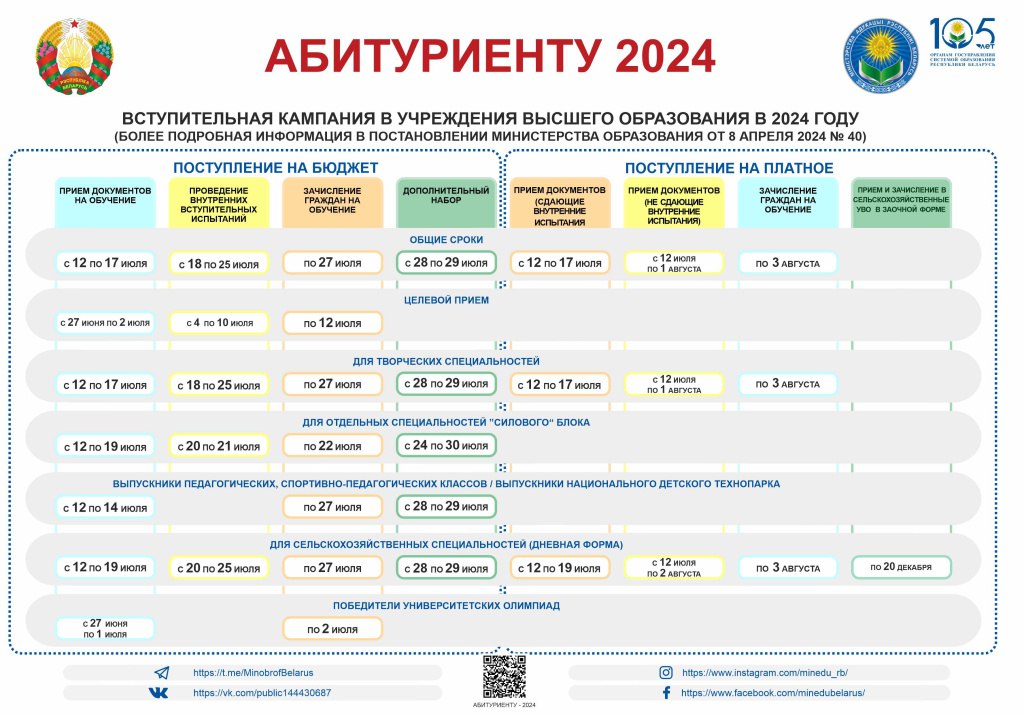 АБИТУРИЕНТУ 2024
РЕСПУБЛИКА
БЕЛАРУСЬ
МІНІСТЭРСТВА АДУКАЦЫІ РЭСПУБЛІКІ БЕЛАРУСЬ
105 лет
ОРГАНАМ ГОСУПРАВЛЕНИЯ
СИСТЕМОЙ ОБРАЗОВАНИЯ
РЕСПУБЛИКИ БЕЛАРУСЬ
ВСТУПИТЕЛЬНАЯ КАМПАНИЯ В УЧРЕЖДЕНИЯ ВЫСШЕГО ОБРАЗОВАНИЯ В 2024 ГОДУ
(БОЛЕЕ ПОДРОБНАЯ ИНФОРМАЦИЯ В ПОСТАНОВЛЕНИИ МИНИСТЕРСТВА ОБРАЗОВАНИЯ ОТ 8 АПРЕЛЯ 2024 № 40)
ПОСТУПЛЕНИЕ НА БЮДЖЕТ
ПРИЕМ ДОКУМЕНТОВ
НА ОБУЧЕНИЕ
ПРОВЕДЕНИЕ
ВНУТРЕННИХ
ВСТУПИТЕЛЬНЫХ
ИСПЫТАНИЙ
ЗАЧИСЛЕНИЕ
ГРАЖДАН НА
ОБУЧЕНИЕ
ДОПОЛНИТЕЛЬНЫЙ
НАБОР
ПОСТУПЛЕНИЕ НА ПЛАТНОЕ
ПРИЕМ ДОКУМЕНТОВ
(СДАЮЩИЕ
ВНУТРЕННИЕ
ИСПЫТАНИЯ
ПРИЕМ ДОКУМЕНТОВ
(НЕ СДАЮЩИЕ
ВНУТРЕННИЕ
ИСПЫТАНИЯ)
ЗАЧИСЛЕНИЕ
ГРАЖДАН НА
ОБУЧЕНИЕ
ПРИЕМ И ЗАЧИСЛЕНИЕ В
СЕЛЬСКОХОЗЯЙСТВЕННЫЕ
УВО В ЗАОЧНОЙ ФОРМЕ
ОБЩИЕ СРОКИ
с 12 по 17 июля
с 18 по 25 июля
по 27 июля
с 28 по 29 июля
с 12 по 17 июля
с 12 июля
по 1 августа
по 3 августа
ЦЕЛЕВОЙ ПРИЕМ
с 27 июня по 2 июля
с 4 по 10 июля
по 12 июля
ДЛЯ ТВОРЧЕСКИХ СПЕЦИАЛЬНОСТЕЙ
с 12 по 17 июля
с 18 по 25 июля
по 27 июля
с 28 по 29 июля
с 12 по 17 июля
с 12 июля
по 1 августа
по 3 августа
ДЛЯ ОТДЕЛЬНЫХ СПЕЦИАЛЬНОСТЕЙ "СИЛОВОГО“ БЛОКА
с 12 по 19 июля
с 20 по 21 июля
по 22 июля
с 24 по 30 июля
ВЫПУСКНИКИ ПЕДАГОГИЧЕСКИХ, СПОРТИВНО-ПЕДАГОГИЧЕСКИХ КЛАССОВ / ВЫПУСКНИКИ НАЦИОНАЛЬНОГО ДЕТСКОГО ТЕХНОПАРКА
с 12 по 14 июля
по 27 июля
с 28 по 29 июля
ДЛЯ СЕЛЬСКОХОЗЯЙСТВЕННЫХ СПЕЦИАЛЬНОСТЕЙ (ДНЕВНАЯ ФОРМА)
с 12 по 19 июля
с 20 по 25 июля
по 27 июля
с 28 по 29 июля
с 12 по 19 июля
с 12 июля
по 2 августа
по 3 августа
по 20 декабря
ПОБЕДИТЕЛИ УНИВЕРСИТЕТСКИХ ОЛИМПИАД
с 27 июня
по 1 июля
по 2 июля
https://t.me/MinobrofBelarus
https://vk.com/public144430687
АБИТУРИЕНТУ - 2024
https://www.instagram.com/minedu_rb/
https://www.facebook.com/minedubelarus/